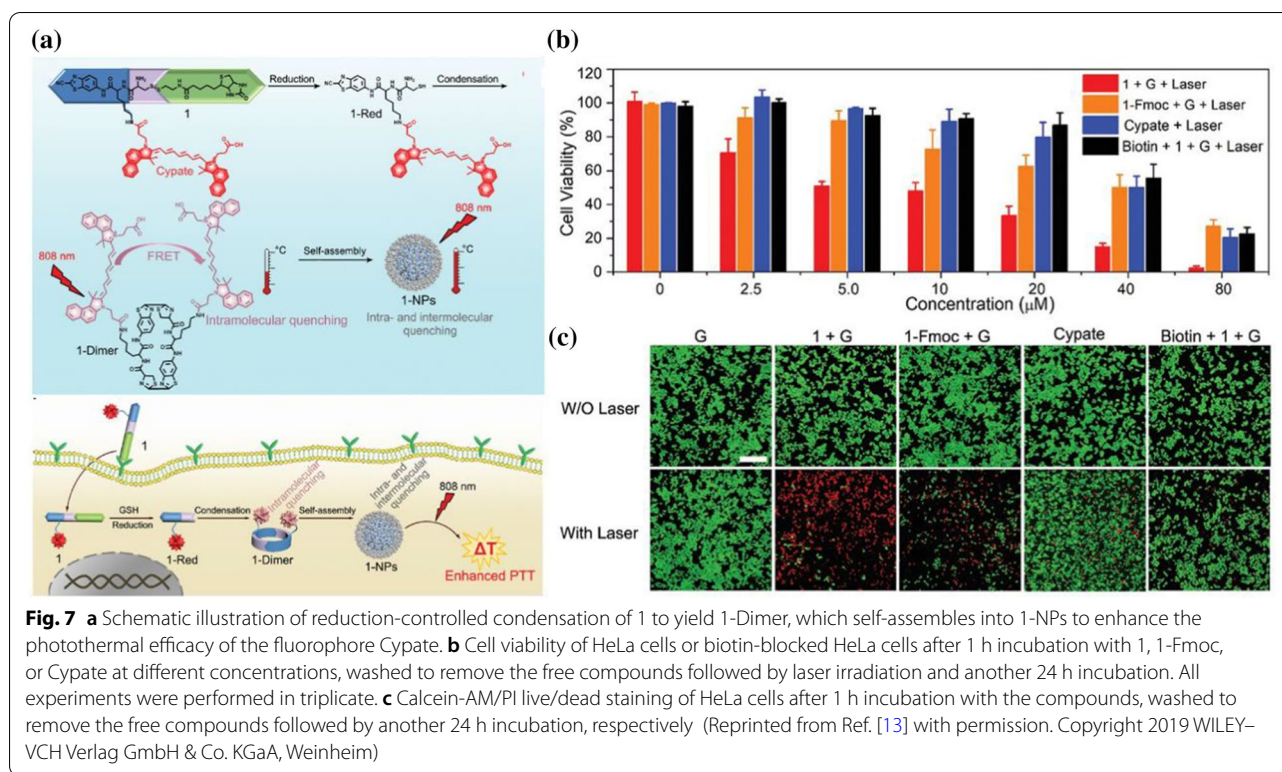 (a)
1
Reduction
1-Red
Condensation
Cypate
808 nm
808 nm
FRET
°C
Self-assembly
°C
1-NPs
Intramolecular quenching
Intra- and intermolecular
quenching
1-Dimer
1
Intramolecular
quenching
Intra- and
intermolecular
quenching
808 nm
GSH
Reduction
Condensation
Self-assembly
1
1-Red
1-Dimer
1-NPs
ΔT
Enhanced PTT
(b)
Cell Viability (%)
120
100
80
60
40
20
0
1 + G + Laser
1-Fmoc + G + Laser
Cypate + Laser
Biotin + 1 + G + Laser
0 2.5 5.0 10 20 40 80
Concentration (μM)
(c)
G 1 + G 1-Fmoc + G Cypate Biotin + 1 + G
W/O Laser
With Laser
Fig. 7 a Schematic illustration of reduction-controlled condensation of 1 to yield 1-Dimer, which self-assembles into 1-NPs to enhance the
photothermal efficacy of the fluorophore Cypate. b Cell viability of HeLa cells or biotin-blocked HeLa cells after 1 h incubation with 1, 1-Fmoc,
or Cypate at different concentrations, washed to remove the free compounds followed by laser irradiation and another 24 h incubation. All
experiments were performed in triplicate. c Calcein-AM/PI live/dead staining of HeLa cells after 1 h incubation with the compounds, washed to
remove the free compounds followed by another 24 h incubation, respectively (Reprinted from Ref. [13] with permission. Copyright 2019 WILEY–
VCH Verlag GmbH & Co. KGaA, Weinheim)